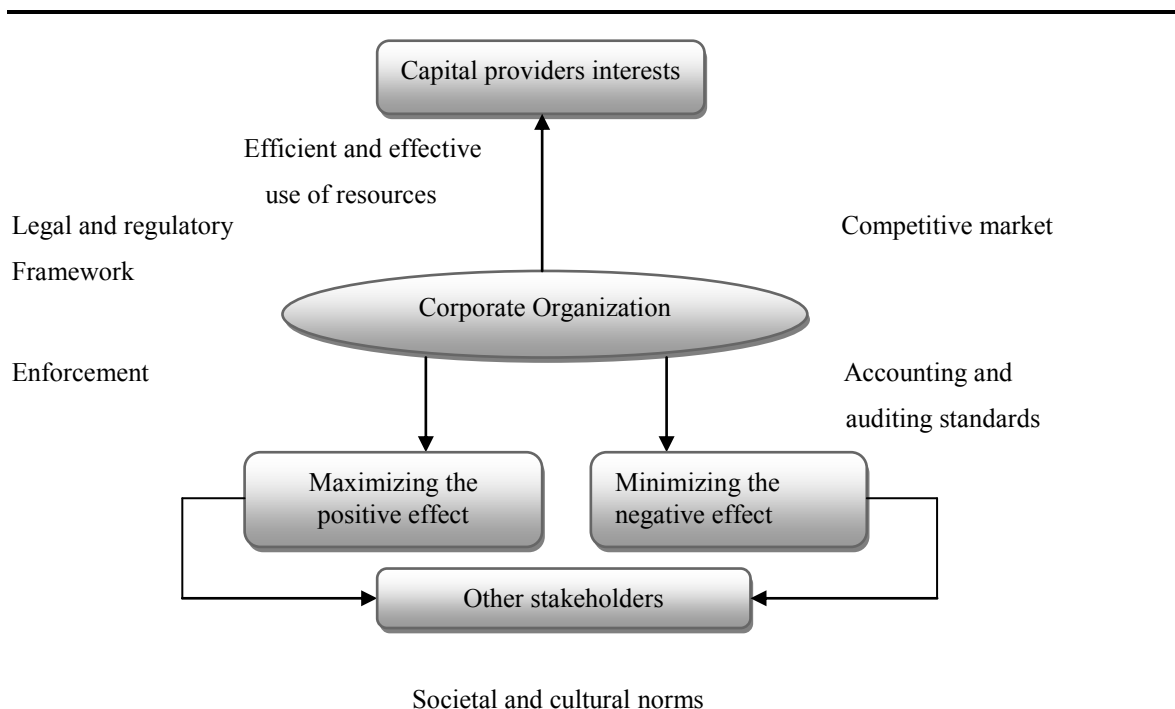 Capital providers interests
Efficient and effective
use of resources
Legal and regulatory
Framework
Competitive market
Corporate Organization
Enforcement
Accounting and
auditing standards
Maximizing the
positive effect
Minimizing the
negative effect
Other stakeholders
Societal and cultural norms